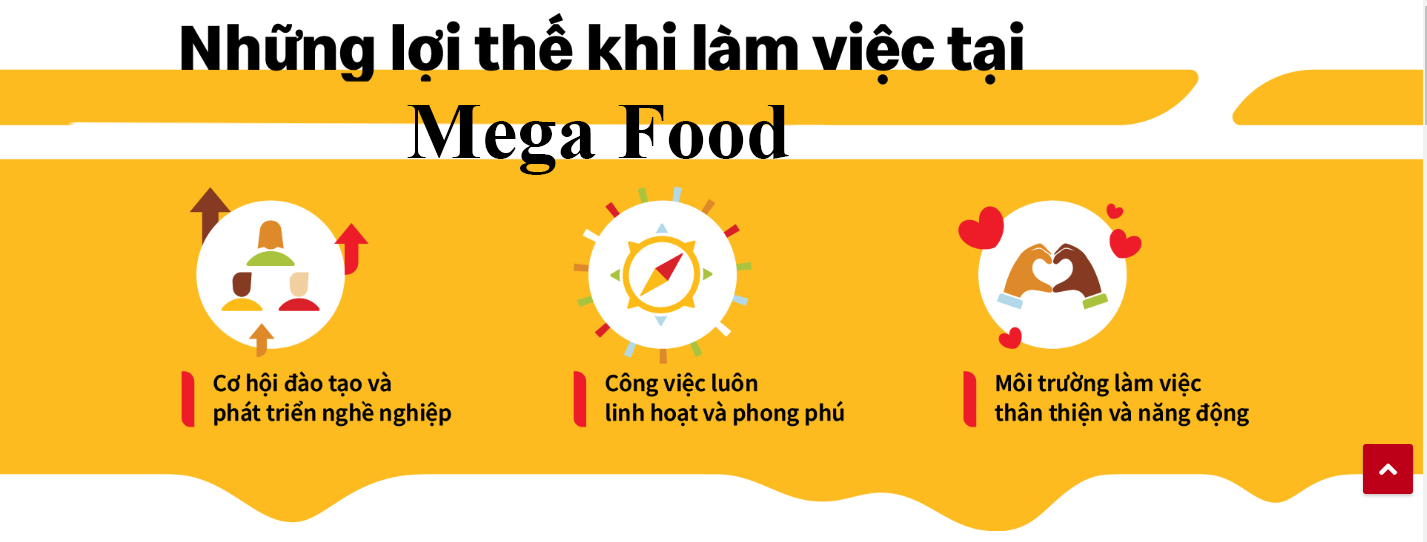 Những lợi thế khi làm việc tại
Mega Food
Cơ hội đào tạo và
phát triển nghề nghiệp
Công việc luôn
linh hoạt và phong phú
Môi trường làm việc
thân thiện và năng động